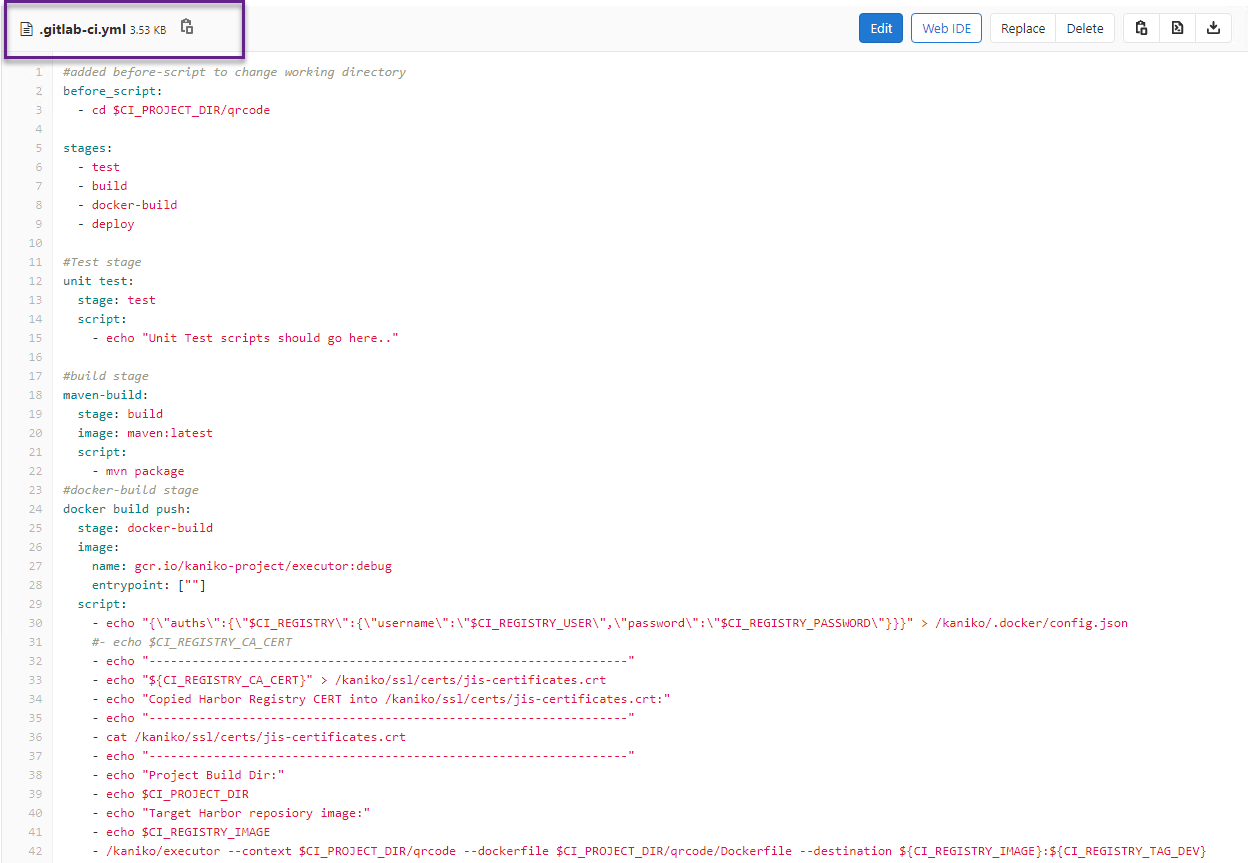 .gitlab-ci.yml 3.53 KB
Edit Web IDE Replace Delete
1 #added before-script to change working directory
2 before_script:
3   - cd $CI_PROJECT_DIR/qrcode
4
5 stages:
6   - test
7   - build
8   - docker-build
9   - deploy
10
11 #Test stage
12 unit test:
13   stage: test
14   script:
15     - echo "Unit Test scripts should go here.."
16
17 #build stage
18 maven-build:
19   stage: build
20   image: maven:latest
21   script:
22     - mvn package
23 #docker-build stage
24 docker build push:
25   stage: docker-build
26   image:
27     name: gcr.io/kaniko-project/executor:debug
28     entrypoint: [""]
29   script:
30     - echo "{\"auths\":{\"$CI_REGISTRY\":{\"username\":\"$CI_REGISTRY_USER\",\"password\":\"$CI_REGISTRY_PASSWORD\"}}}" > /kaniko/.docker/config.json
31     #- echo $CI_REGISTRY_CA_CERT
32     - echo "-------------------------------------------------------------------"
33     - echo "${CI_REGISTRY_CA_CERT}" > /kaniko/ssl/certs/jis-certificates.crt
34     - echo "Copied Harbor Registry CERT into /kaniko/ssl/certs/jis-certificates.crt:"
35     - echo "-------------------------------------------------------------------"
36     - cat /kaniko/ssl/certs/jis-certificates.crt
37     - echo "-------------------------------------------------------------------"
38     - echo "Project Build Dir:"
39     - echo $CI_PROJECT_DIR
40     - echo "Target Harbor reposiory image:"
41     - echo $CI_REGISTRY_IMAGE
42     - /kaniko/executor --context $CI_PROJECT_DIR/qrcode --dockerfile $CI_PROJECT_DIR/qrcode/Dockerfile --destination ${CI_REGISTRY_IMAGE}:${CI_REGISTRY_TAG_DEV}